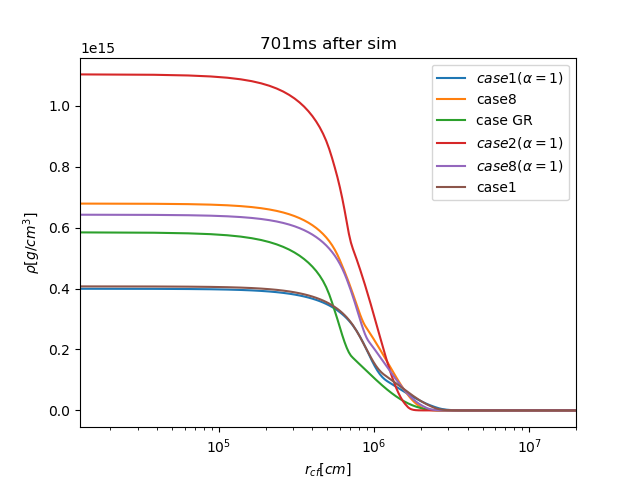 701ms after sim
1e15
ρ[g/cm³]
1.0
0.8
0.6
0.4
0.2
0.0
case1(α = 1)
case8
case GR
case2(α = 1)
case8(α = 1)
case1
10⁵ 10⁶ 10⁷
r_cf[cm]